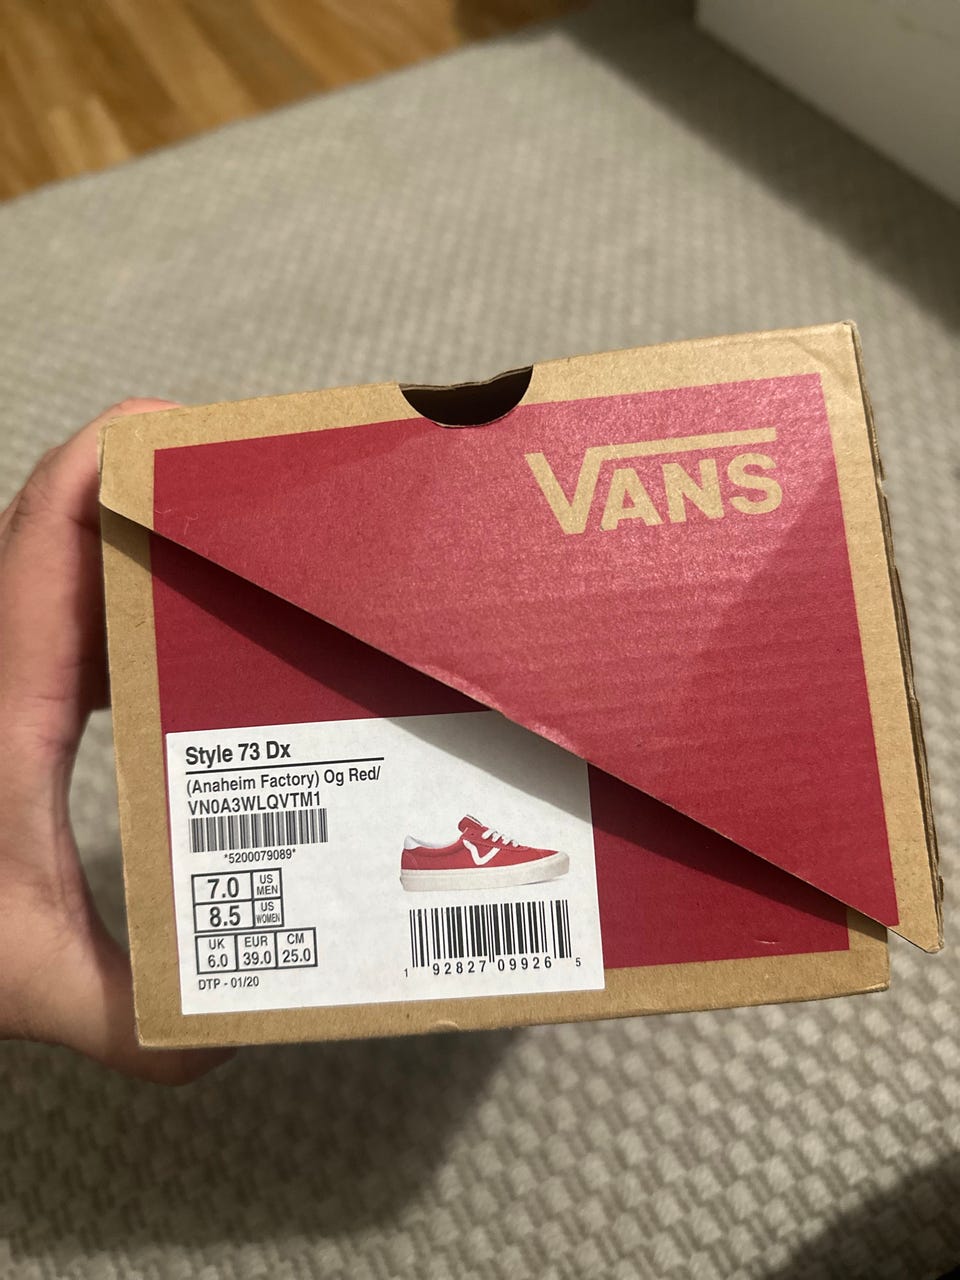 VANS
Style 73 Dx
(Anaheim Factory) Og Red/
VN0A3WLQVTM1
*5200079089*
7.0 US MEN
8.5 US WOMEN
UK EUR CM
6.0 39.0 25.0
DTP - 01/20
1 92827 09926 5